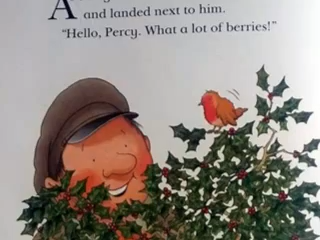 A
and landed next to him.
“Hello, Percy. What a lot of berries!”